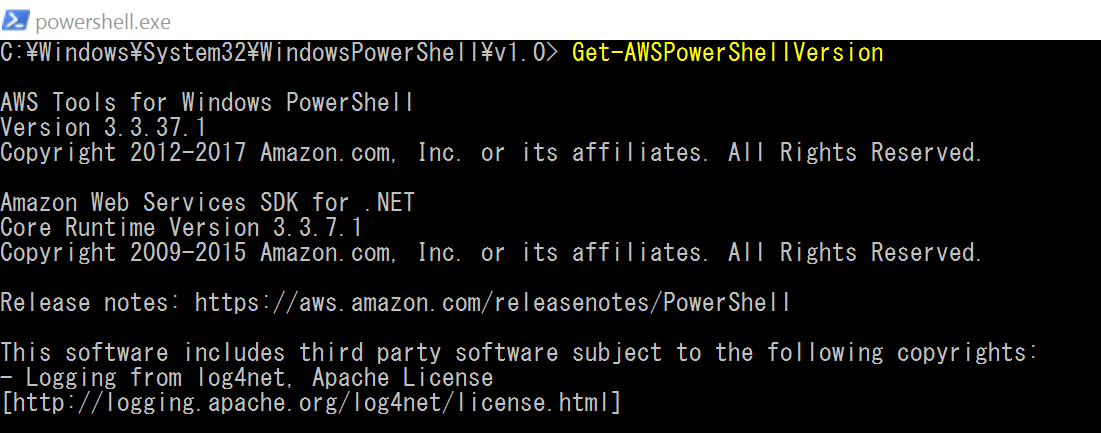 powershell.exe
C:¥Windows¥System32¥WindowsPowerShell¥v1.0> Get-AWSPowerShellVersion
AWS Tools for Windows PowerShell
Version 3.3.37.1
Copyright 2012-2017 Amazon.com, Inc. or its affiliates. All Rights Reserved.
Amazon Web Services SDK for .NET
Core Runtime Version 3.3.7.1
Copyright 2009-2015 Amazon.com, Inc. or its affiliates. All Rights Reserved.
Release notes: https://aws.amazon.com/releasenotes/PowerShell
This software includes third party software subject to the following copyrights:
- Logging from log4net, Apache License
[http://logging.apache.org/log4net/license.html]